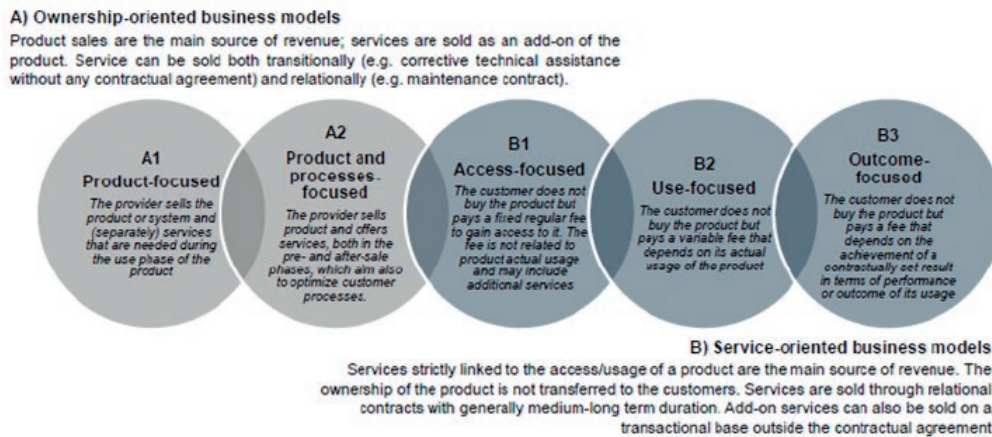 A) Ownership-oriented business models
Product sales are the main source of revenue; services are sold as an add-on of the
product. Service can be sold both transitionally (e.g. corrective technical assistance
without any contractual agreement) and relationally (e.g. maintenance contract).
A1
Product-focused
The provider sells the
product or system and
(separately) services
that are needed during
the use phase of the
product
A2
Product and
processes-
focused
The provider sells
product and offers
services, both in the
pre- and after-sale
phases, which aim also
to optimize customer
processes.
B1
Access-focused
The customer does not
buy the product but
pays a fixed regular fee
to gain access to it. The
fee is not related to
product actual usage
and may include
additional services
B2
Use-focused
The customer does not
buy the product but
pays a variable fee that
depends on its actual
usage of the product
B3
Outcome-
focused
The customer does not
buy the product but
pays a fee that
depends on the
achievement of a
contractually set result
in terms of performance
or outcome of its usage
B) Service-oriented business models
Services strictly linked to the access/usage of a product are the main source of revenue. The
ownership of the product is not transferred to the customers. Services are sold through relational
contracts with generally medium-long term duration. Add-on services can also be sold on a
transactional base outside the contractual agreement